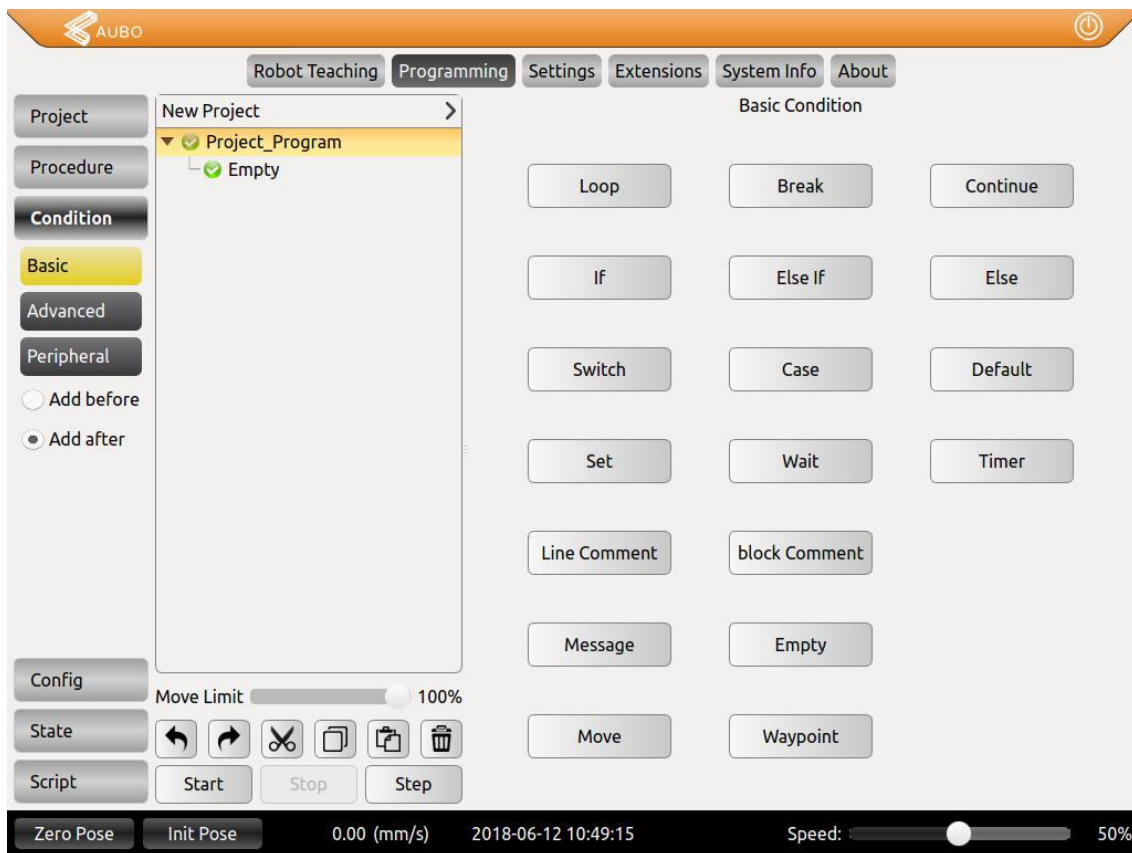 AUBO
Robot Teaching Programming Settings Extensions System Info About
Project
Procedure
Condition
Basic
Advanced
Peripheral
Add before
Add after
Config
State
Script
New Project
Project_Program
Empty
Move Limit 100%
Start Stop Step
Basic Condition
Loop Break Continue
If Else If Else
Switch Case Default
Set Wait Timer
Line Comment block Comment
Message Empty
Move Waypoint
Zero Pose Init Pose 0.00 (mm/s) 2018-06-12 10:49:15 Speed: 50%